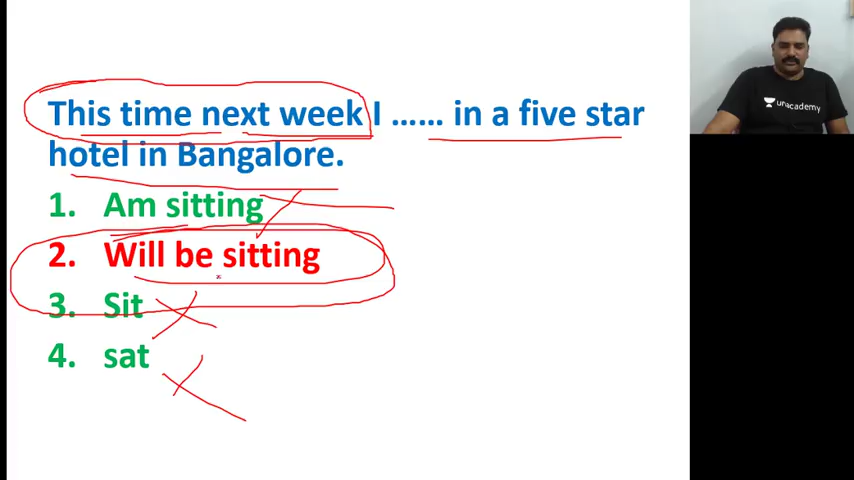 This time next week I ...... in a five star
hotel in Bangalore.
1. Am sitting
2. Will be sitting
3. Sit
4. sat
unacademy